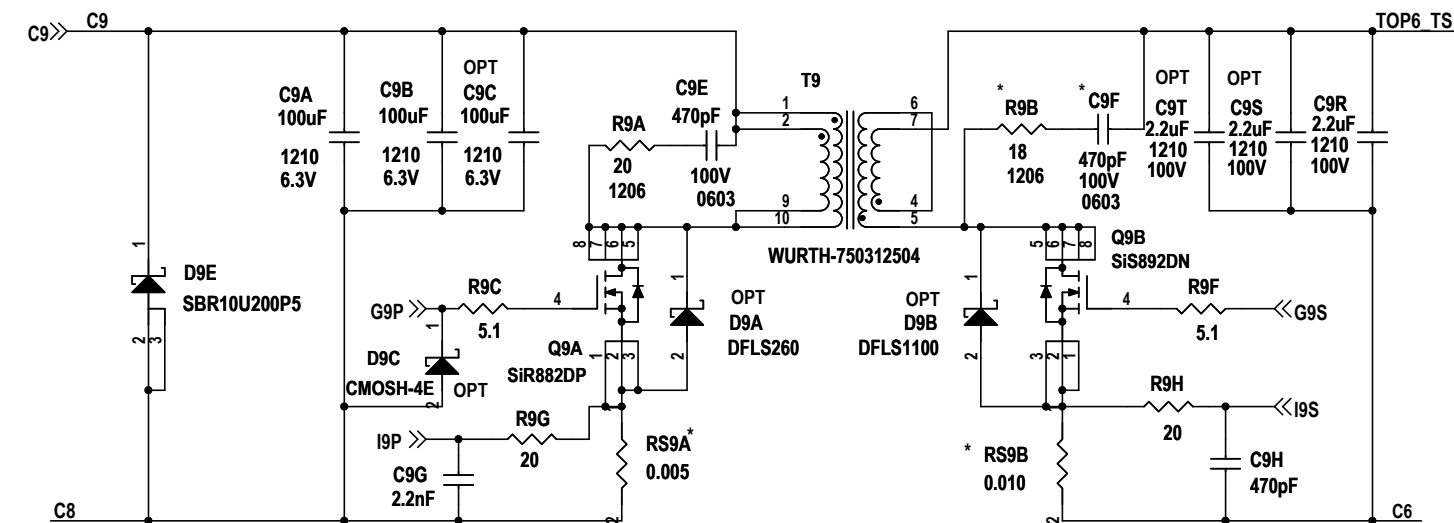 C9
C9
TOP6_TS
C9A
100uF
1210
6.3V
C9B
100uF
1210
6.3V
OPT
C9C
100uF
1210
6.3V
R9A
20
1206
C9E
470pF
100V
0603
T9
1
2
9
10
6
7
4
5
WURTH-750312504
*
R9B
18
1206
*
C9F
470pF
100V
0603
OPT
C9T
2.2uF
1210
100V
OPT
C9S
2.2uF
1210
100V
C9R
2.2uF
1210
100V
1
D9E
SBR10U200P5
2
3
G9P
R9C
5.1
4
8
7
6
5
Q9A
SiR882DP
1
2
3
1
OPT
D9A
DFLS260
2
1
D9C
CMOSH-4E
OPT
2
I9P
R9G
20
C9G
2.2nF
RS9A
*
0.005
2
1
OPT
D9B
DFLS1100
2
5
6
7
8
Q9B
SiS892DN
4
R9F
5.1
G9S
3
2
1
R9H
20
I9S
*
RS9B
0.010
2
C9H
470pF
C8
C6